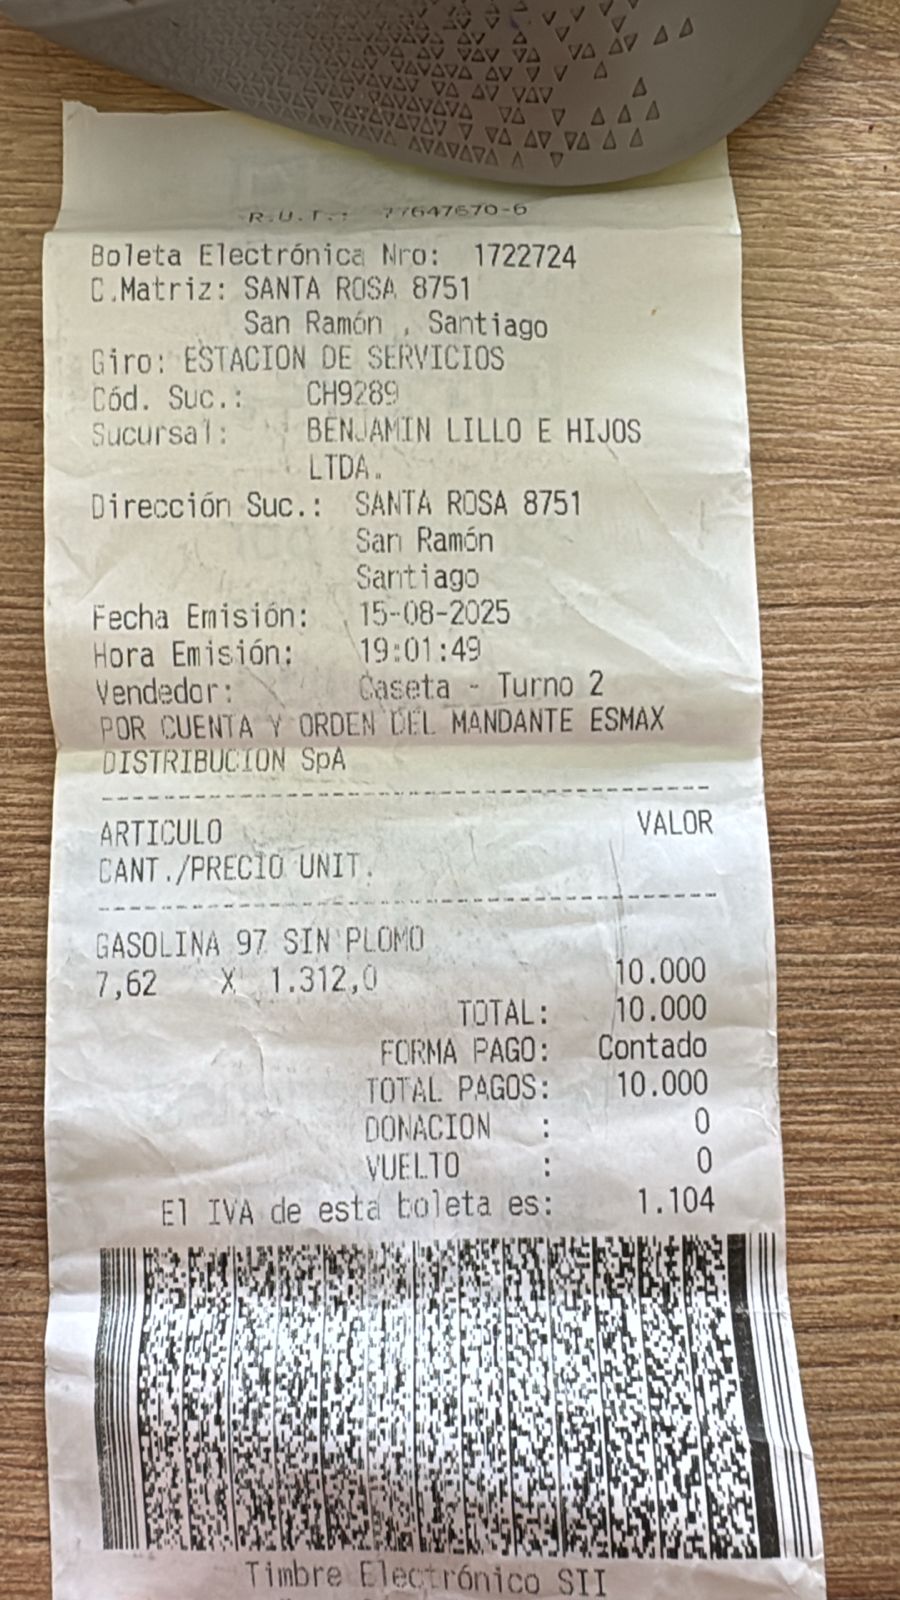 R.U.T.: 77647670-6
Boleta Electrónica Nro: 1722724
C.Matriz: SANTA ROSA 8751
San Ramón , Santiago
Giro: ESTACION DE SERVICIOS
Cód. Suc.: CH9289
Sucursal: BENJAMIN LILLO E HIJOS
LTDA.
Dirección Suc.: SANTA ROSA 8751
San Ramón
Santiago
Fecha Emisión: 15-08-2025
Hora Emisión: 19:01:49
Vendedor: Caseta - Turno 2
POR CUENTA Y ORDEN DEL MANDANTE ESMAX
DISTRIBUCION SpA
ARTICULO VALOR
CANT./PRECIO UNIT.
GASOLINA 97 SIN PLOMO
7,62 X 1.312,0 10.000
TOTAL: 10.000
FORMA PAGO: Contado
TOTAL PAGOS: 10.000
DONACION : 0
VUELTO : 0
El IVA de esta boleta es: 1.104
Timbre Electrónico SII